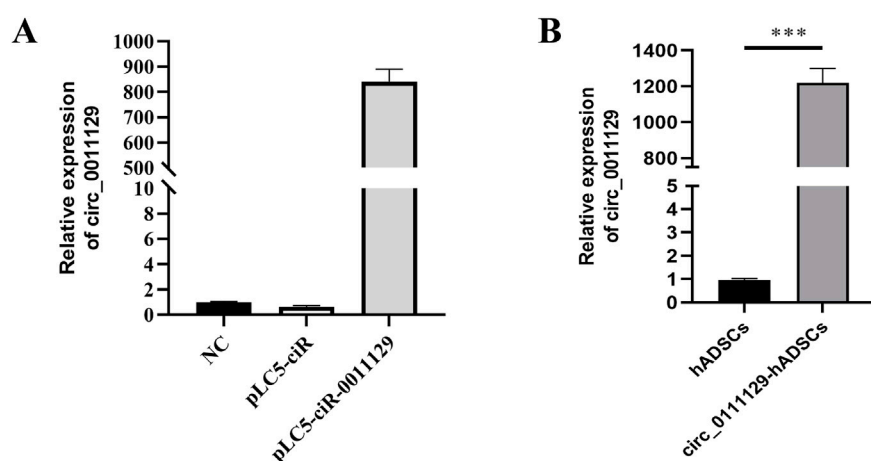 A
Relative expression
of circ_0011129
1000
900
800
700
600
500
10
8
6
4
2
0
NC
pLC5-ciR
pLC5-ciR-0011129
B
***
Relative expression
of circ_0011129
1400
1200
1000
800
5
4
3
2
1
0
hADSCs
circ_0111129-hADSCs